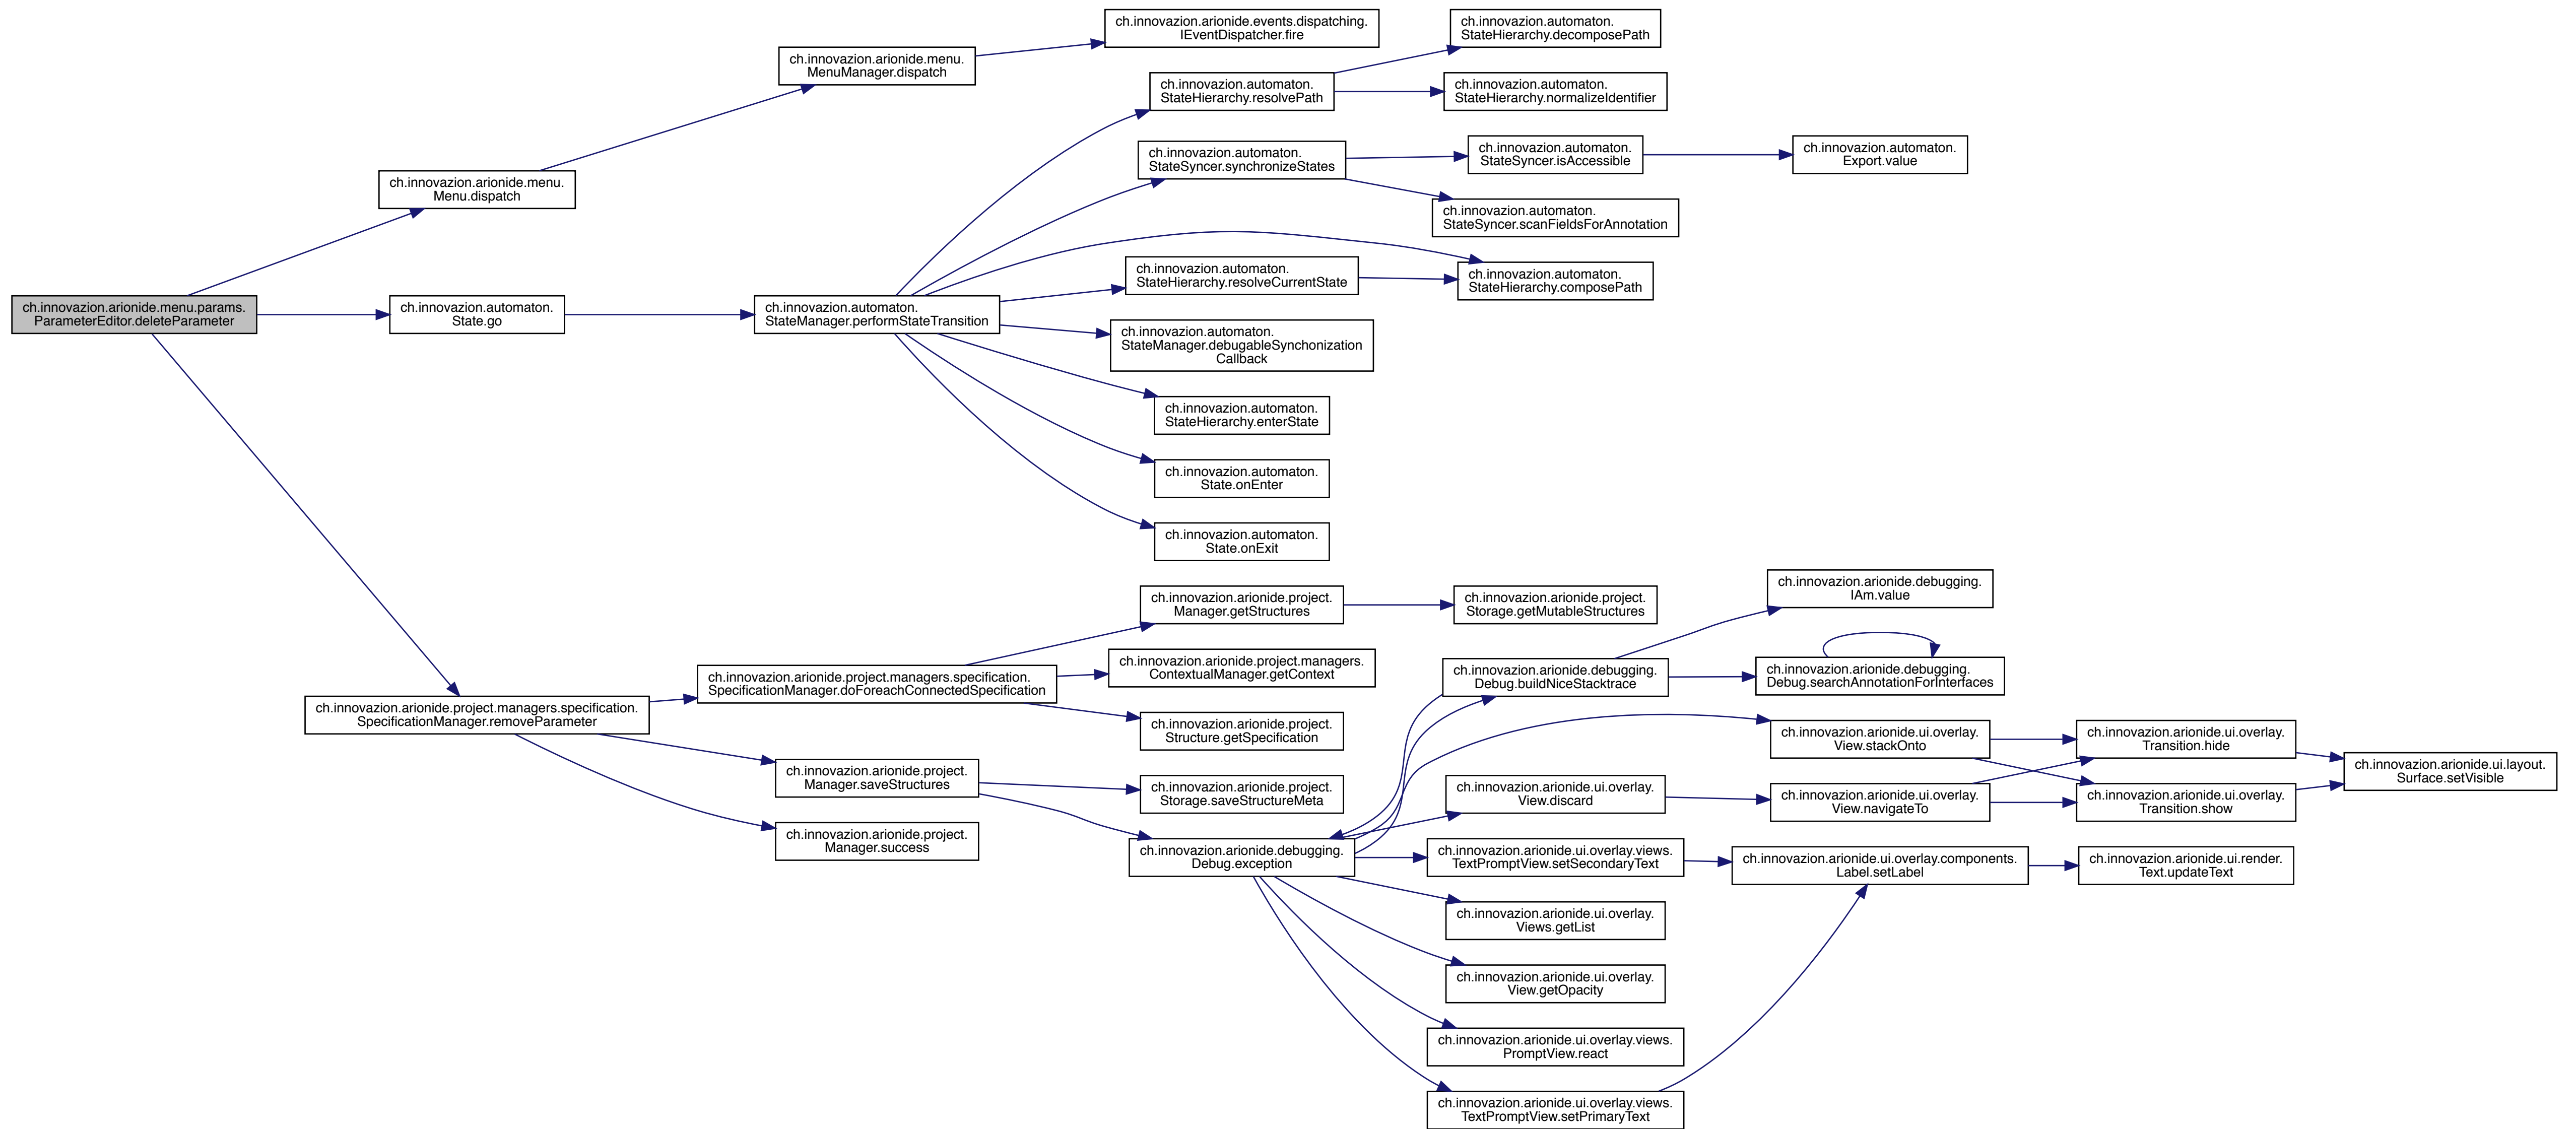 ch.innovazion.arionide.menu.params.
ParameterEditor.deleteParameter
ch.innovazion.arionide.menu.
Menu.dispatch
ch.innovazion.arionide.menu.
MenuManager.dispatch
ch.innovazion.arionide.events.dispatching.
IEventDispatcher.fire
ch.innovazion.automaton.
State.go
ch.innovazion.automaton.
StateManager.performStateTransition
ch.innovazion.automaton.
StateHierarchy.resolvePath
ch.innovazion.automaton.
StateHierarchy.decomposePath
ch.innovazion.automaton.
StateHierarchy.normalizeIdentifier
ch.innovazion.automaton.
StateSyncer.synchronizeStates
ch.innovazion.automaton.
StateSyncer.isAccessible
ch.innovazion.automaton.
Export.value
ch.innovazion.automaton.
StateSyncer.scanFieldsForAnnotation
ch.innovazion.automaton.
StateHierarchy.resolveCurrentState
ch.innovazion.automaton.
StateHierarchy.composePath
ch.innovazion.automaton.
StateManager.debugableSynchonization
Callback
ch.innovazion.automaton.
StateHierarchy.enterState
ch.innovazion.automaton.
State.onEnter
ch.innovazion.automaton.
State.onExit
ch.innovazion.arionide.project.managers.specification.
SpecificationManager.removeParameter
ch.innovazion.arionide.project.managers.specification.
SpecificationManager.doForeachConnectedSpecification
ch.innovazion.arionide.project.
Manager.getStructures
ch.innovazion.arionide.project.
Storage.getMutableStructures
ch.innovazion.arionide.project.managers.
ContextualManager.getContext
ch.innovazion.arionide.project.
Structure.getSpecification
ch.innovazion.arionide.project.
Manager.saveStructures
ch.innovazion.arionide.project.
Storage.saveStructureMeta
ch.innovazion.arionide.project.
Manager.success
ch.innovazion.arionide.debugging.
Debug.exception
ch.innovazion.arionide.debugging.
Debug.buildNiceStacktrace
ch.innovazion.arionide.debugging.
IAm.value
ch.innovazion.arionide.debugging.
Debug.searchAnnotationForInterfaces
ch.innovazion.arionide.ui.overlay.
View.stackOnto
ch.innovazion.arionide.ui.overlay.
View.discard
ch.innovazion.arionide.ui.overlay.
View.navigateTo
ch.innovazion.arionide.ui.overlay.
Transition.hide
ch.innovazion.arionide.ui.overlay.
Transition.show
ch.innovazion.arionide.ui.layout.
Surface.setVisible
ch.innovazion.arionide.ui.overlay.views.
TextPromptView.setSecondaryText
ch.innovazion.arionide.ui.overlay.components.
Label.setLabel
ch.innovazion.arionide.ui.render.
Text.updateText
ch.innovazion.arionide.ui.overlay.
Views.getList
ch.innovazion.arionide.ui.overlay.
View.getOpacity
ch.innovazion.arionide.ui.overlay.views.
PromptView.react
ch.innovazion.arionide.ui.overlay.views.
TextPromptView.setPrimaryText